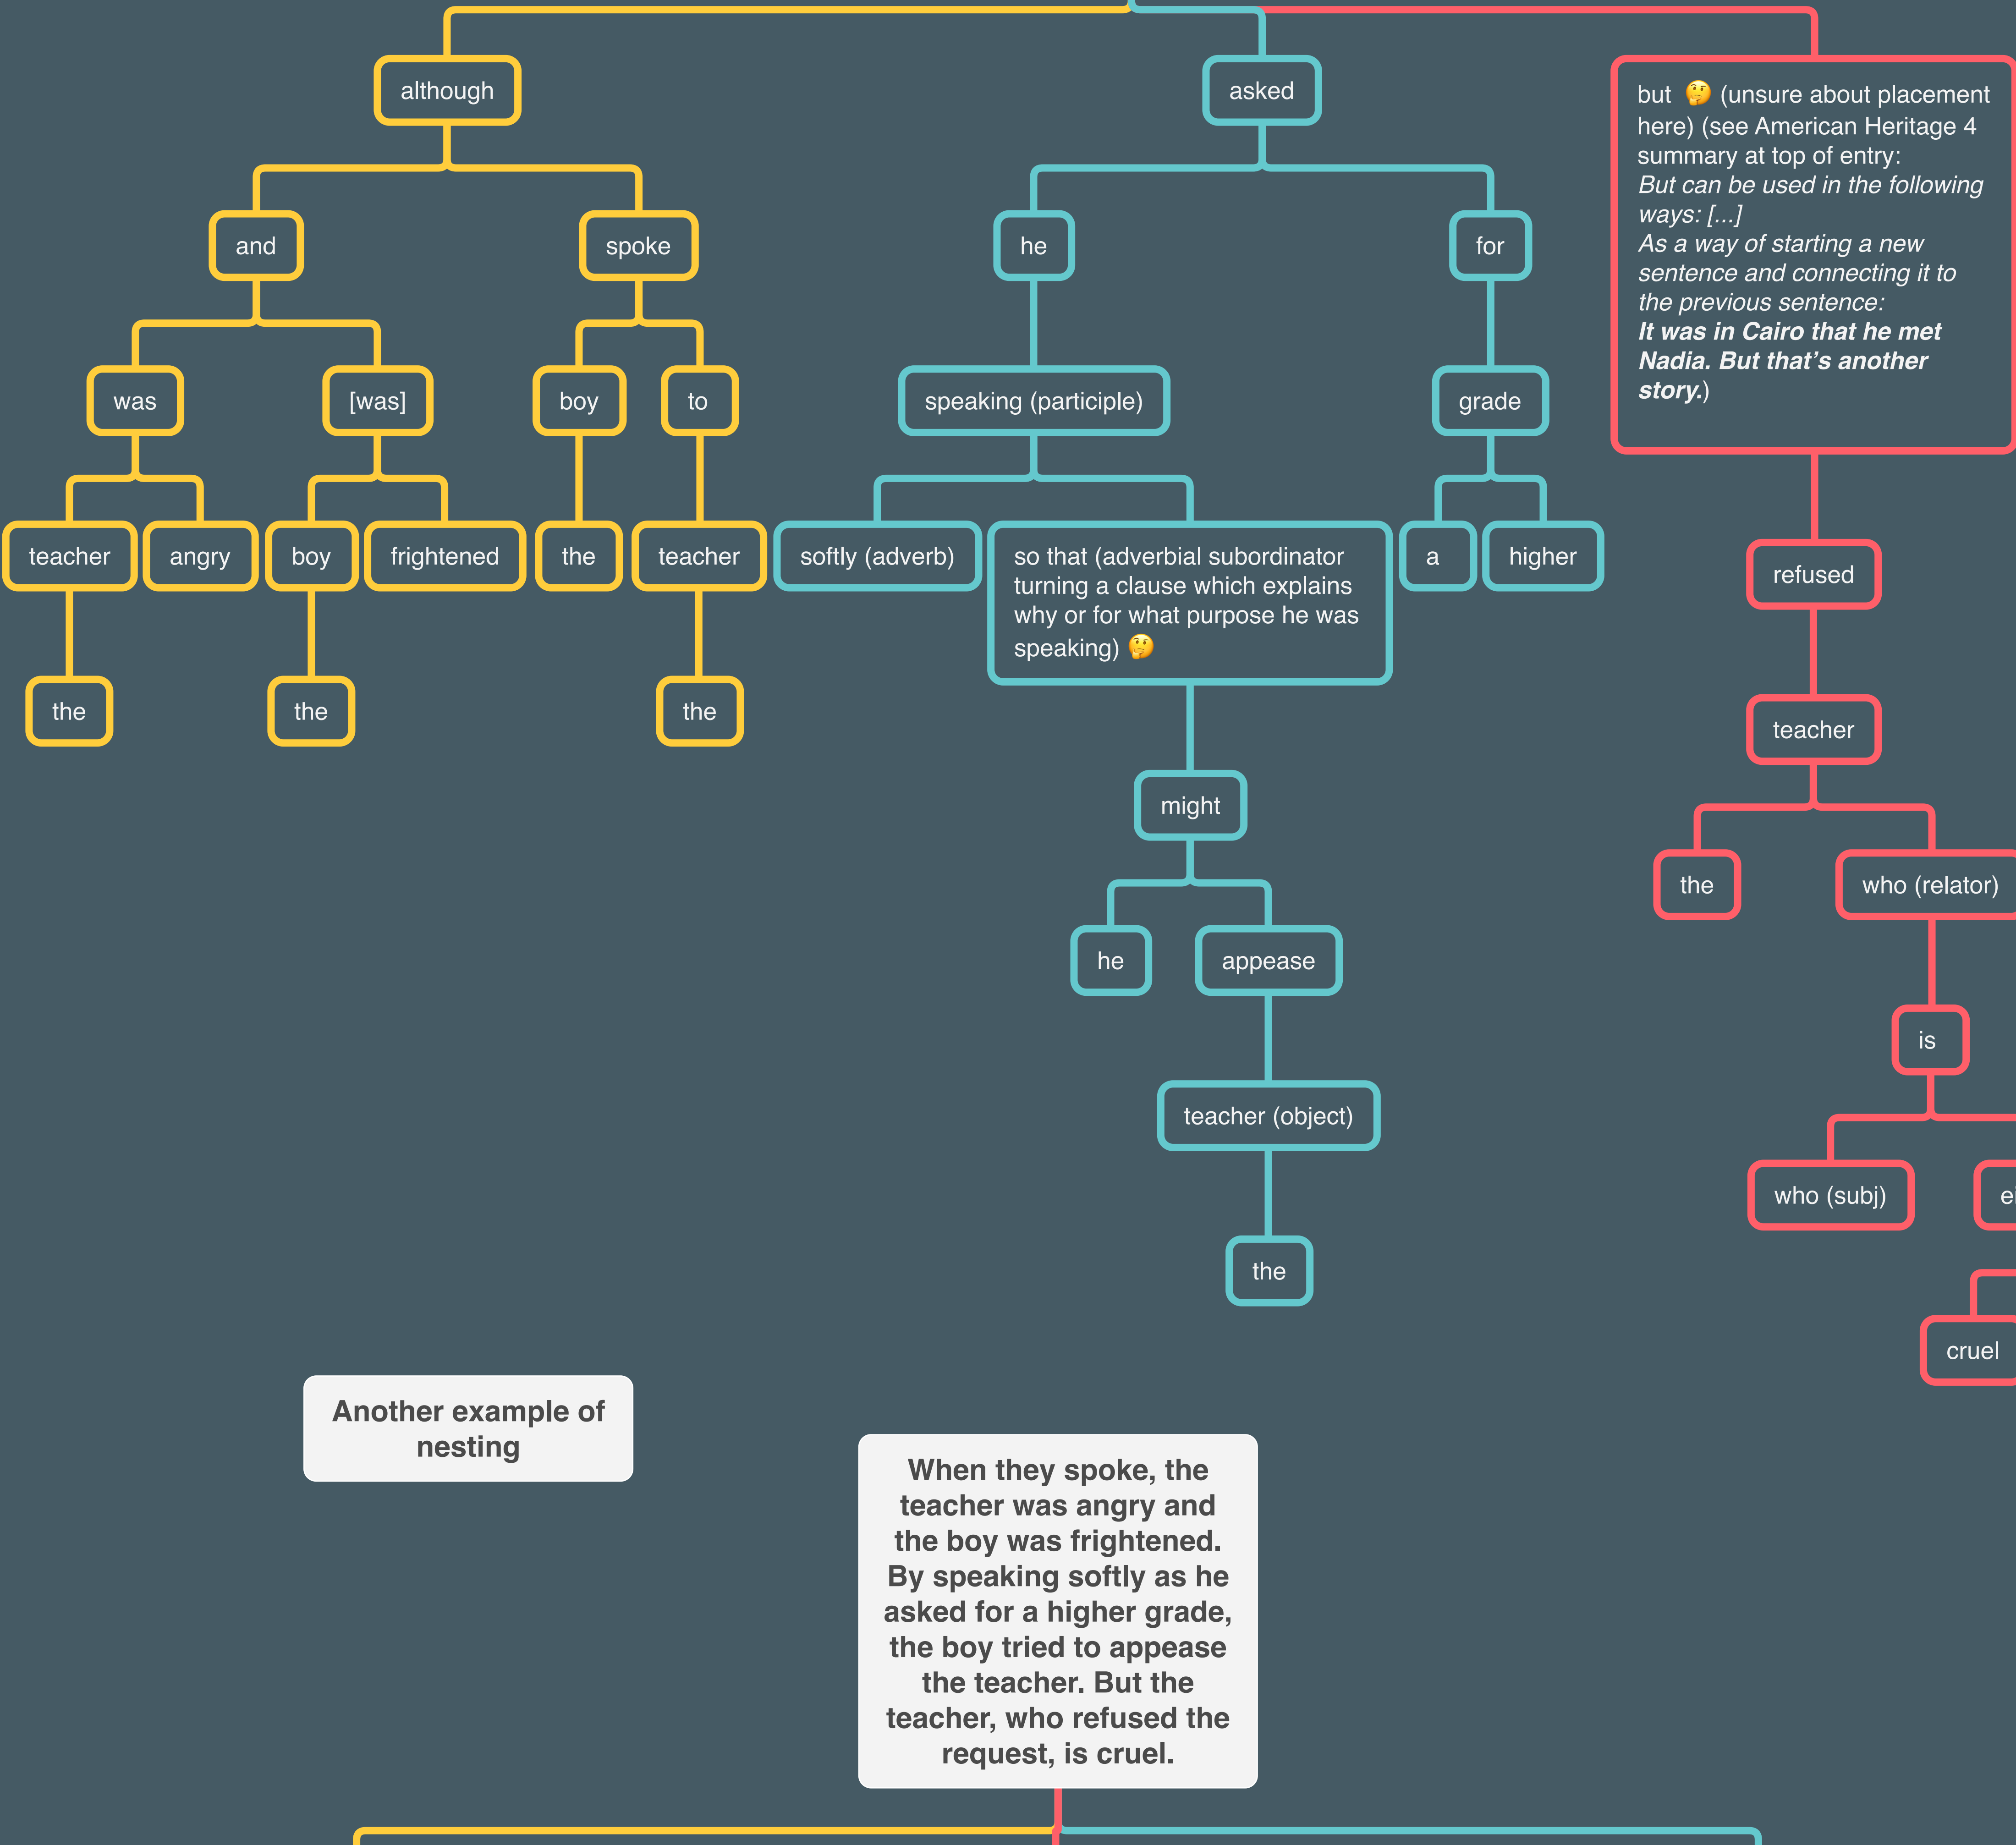 although
asked
but 🤔 (unsure about placement
here) (see American Heritage 4
summary at top of entry:
But can be used in the following
ways: [...]
As a way of starting a new
sentence and connecting it to
the previous sentence:
It was in Cairo that he met
Nadia. But that’s another
story.)
and
spoke
he
for
was
[was]
boy
to
speaking (participle)
grade
teacher
angry
boy
frightened
the
teacher
softly (adverb)
so that (adverbial subordinator
turning a clause which explains
why or for what purpose he was
speaking) 🤔
a
higher
refused
the
the
the
teacher
might
the
who (relator)
he
appease
is
teacher (object)
who (subj)
the
cruel
Another example of
nesting
When they spoke, the
teacher was angry and
the boy was frightened.
By speaking softly as he
asked for a higher grade,
the boy tried to appease
the teacher. But the
teacher, who refused the
request, is cruel.